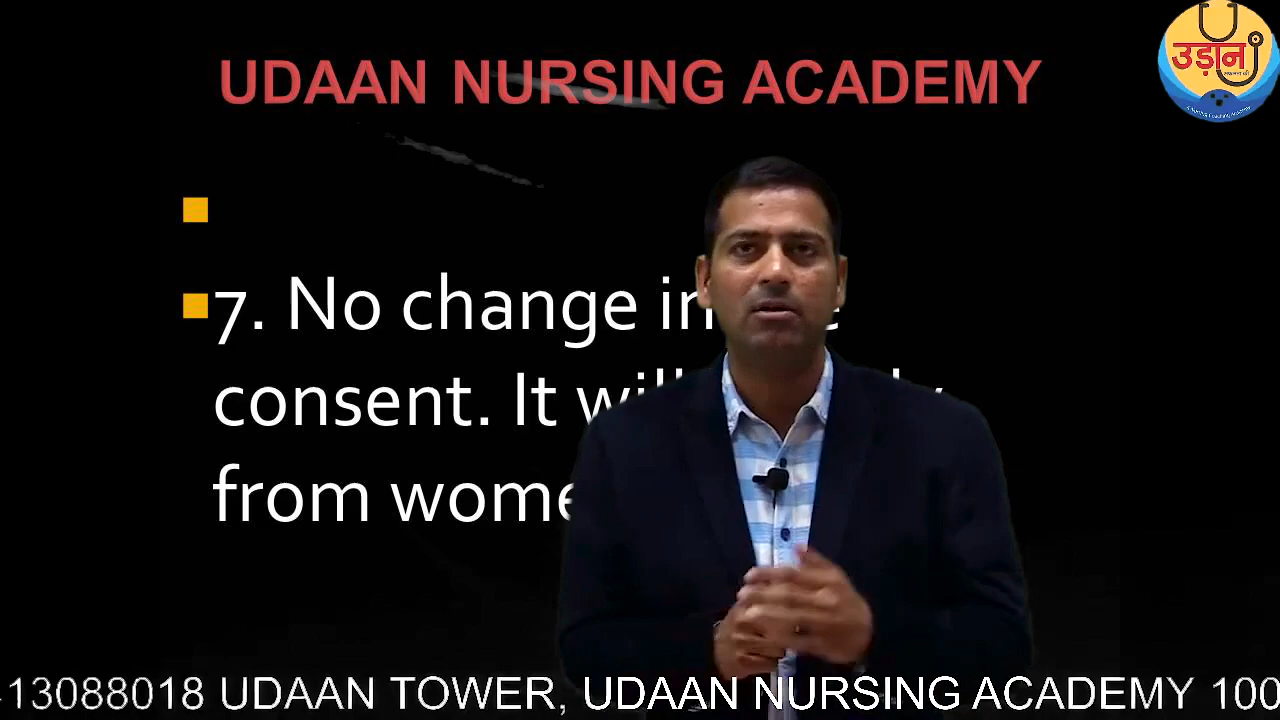 UDAAN NURSING ACADEMY
उड़ान
7. No change in
consent. It will
from wome
13088018 UDAAN TOWER, UDAAN NURSING ACADEMY 100